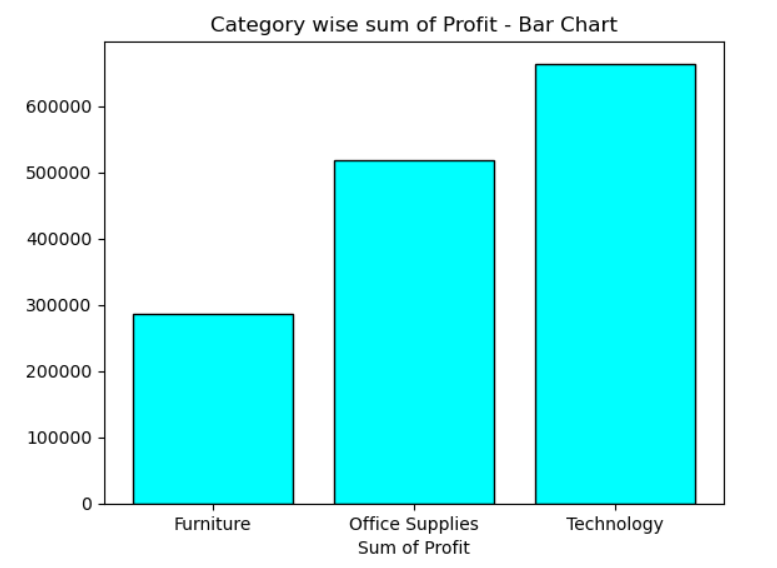 Category wise sum of Profit - Bar Chart
600000
500000
400000
300000
200000
100000
0
Furniture Office Supplies Technology
Sum of Profit